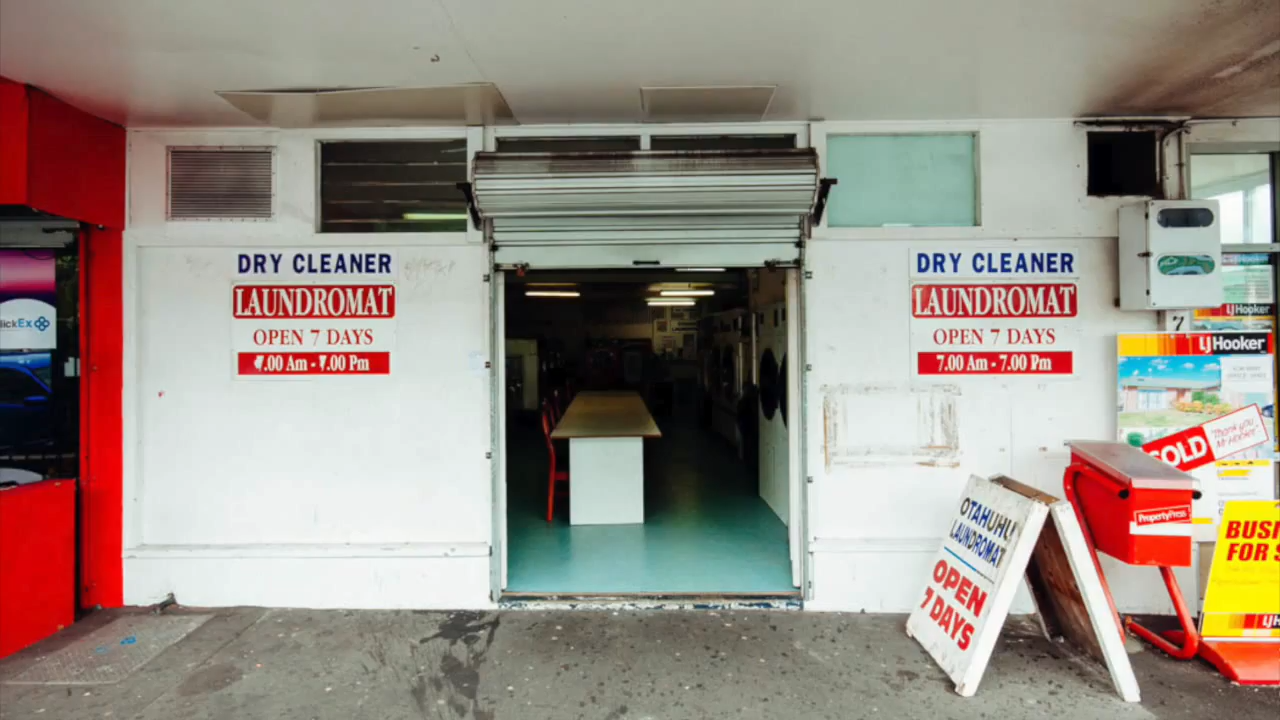 DRY CLEANER
LAUNDROMAT
OPEN 7 DAYS
7.00 Am - 7.00 Pm
DRY CLEANER
LAUNDROMAT
OPEN 7 DAYS
7.00 Am - 7.00 Pm
ickEx
7
LJHooker
LJHooker
"Thank you
Mr Hooker"
SOLD
PropertyPress
OTAHUHU
LAUNDROMAT
OPEN
7 DAYS
BUSI
FOR S